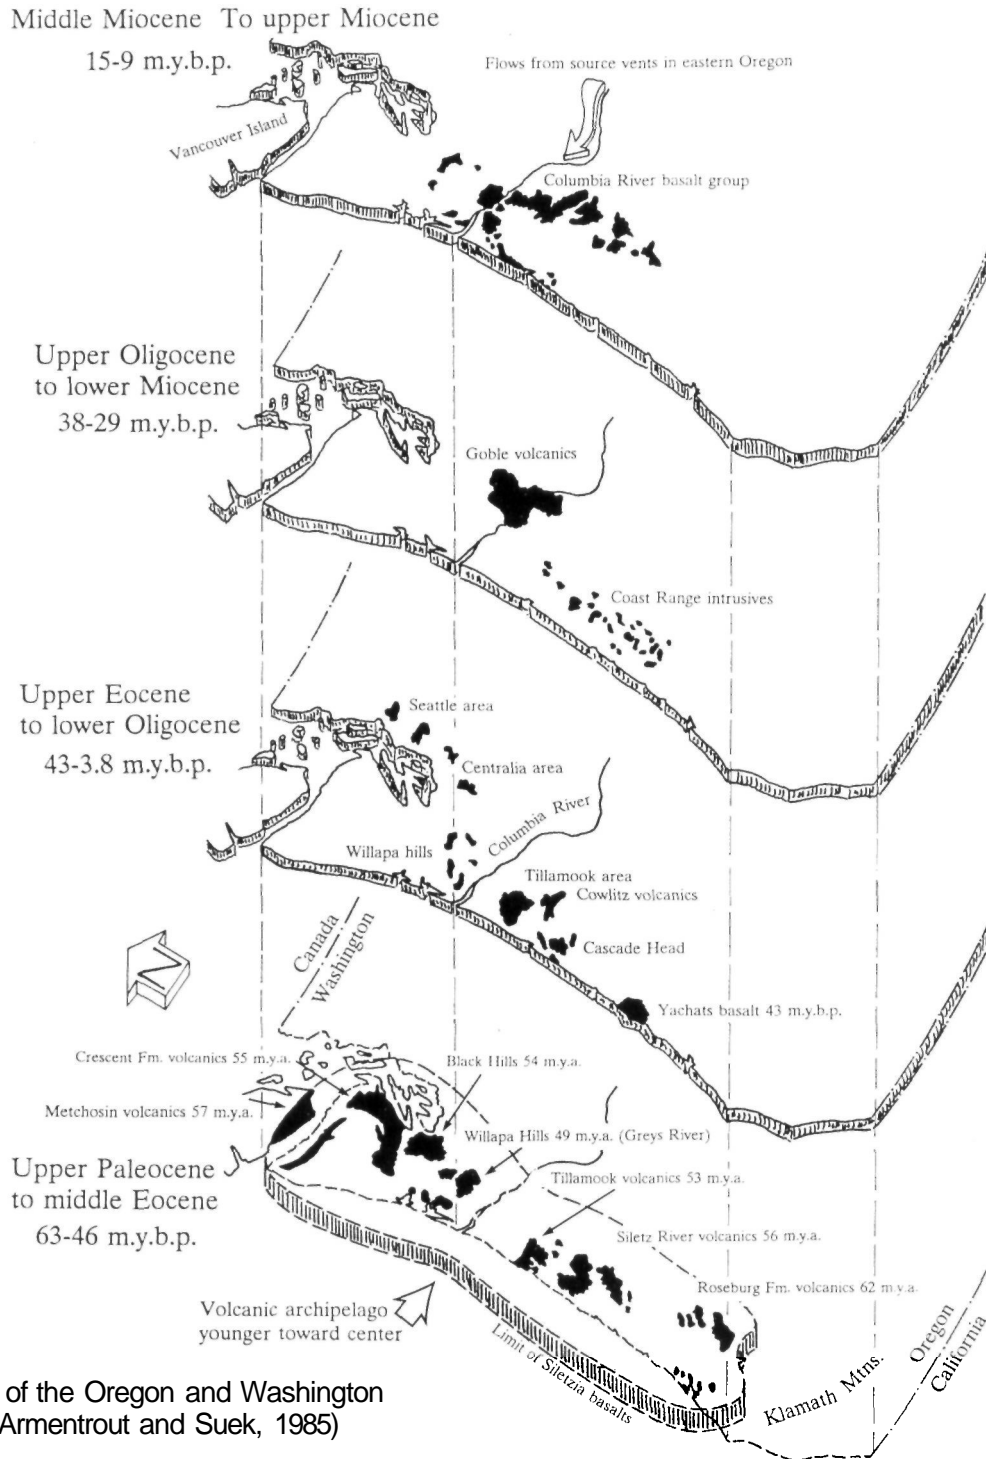 Middle Miocene To upper Miocene
15-9 m.y.b.p.
Flows from source vents in eastern Oregon
Vancouver Island
Columbia River basalt group
Upper Oligocene
to lower Miocene
38-29 m.y.b.p.
Goble volcanics
Coast Range intrusives
Upper Eocene
to lower Oligocene
43-3.8 m.y.b.p.
Seattle area
Centralia area
Columbia River
Willapa hills
Tillamook area
Cowlitz volcanics
Cascade Head
Yachats basalt 43 m.y.b.p.
N
Canada
Washington
Crescent Fm. volcanics 55 m.y.a.
Black Hills 54 m.y.a.
Metchosin volcanics 57 m.y.a.
Willapa Hills 49 m.y.a. (Greys River)
Upper Paleocene
to middle Eocene
63-46 m.y.b.p.
Tillamook volcanics 53 m.y.a.
Siletz River volcanics 56 m.y.a.
Roseburg Fm. volcanics 62 m.y.a.
Volcanic archipelago
younger toward center
Limit of Siletzia basalts
Klamath Mtns.
Oregon
California
of the Oregon and Washington
Armentrout and Suek, 1985)